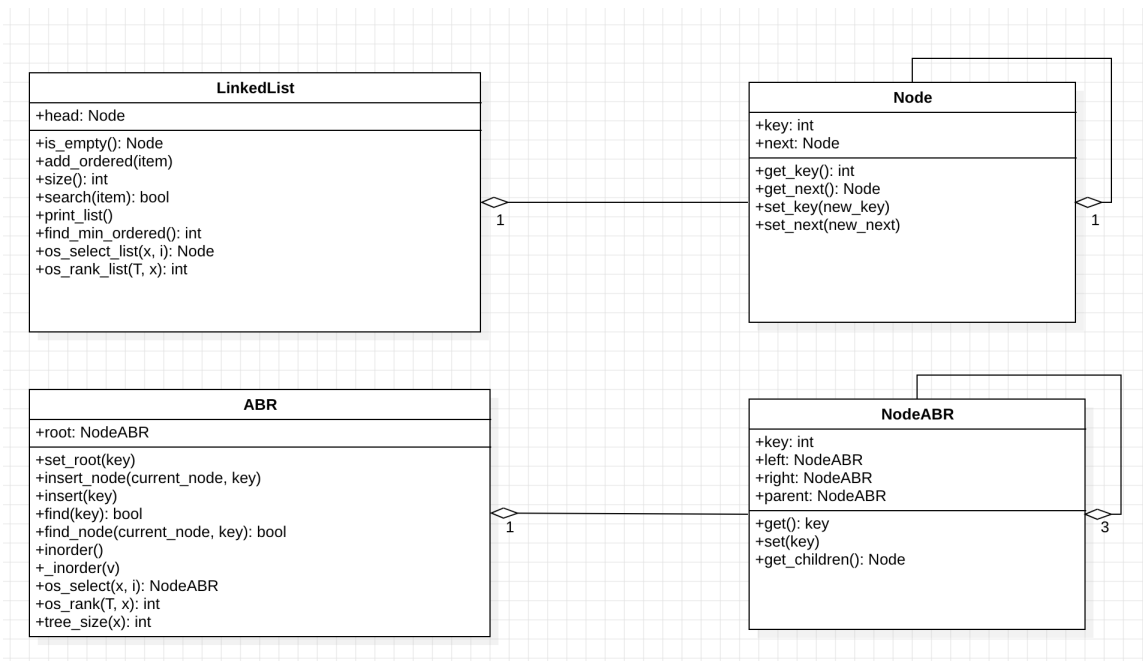 LinkedList
+head: Node
+is_empty(): Node
+add_ordered(item)
+size(): int
+search(item): bool
+print_list()
+find_min_ordered(): int
+os_select_list(x, i): Node
+os_rank_list(T, x): int
1
Node
+key: int
+next: Node
+get_key(): int
+get_next(): Node
+set_key(new_key)
+set_next(new_next)
1
ABR
+root: NodeABR
+set_root(key)
+insert_node(current_node, key)
+insert(key)
+find(key): bool
+find_node(current_node, key): bool
+inorder()
+_inorder(v)
+os_select(x, i): NodeABR
+os_rank(T, x): int
+tree_size(x): int
1
NodeABR
+key: int
+left: NodeABR
+right: NodeABR
+parent: NodeABR
+get(): key
+set(key)
+get_children(): Node
3